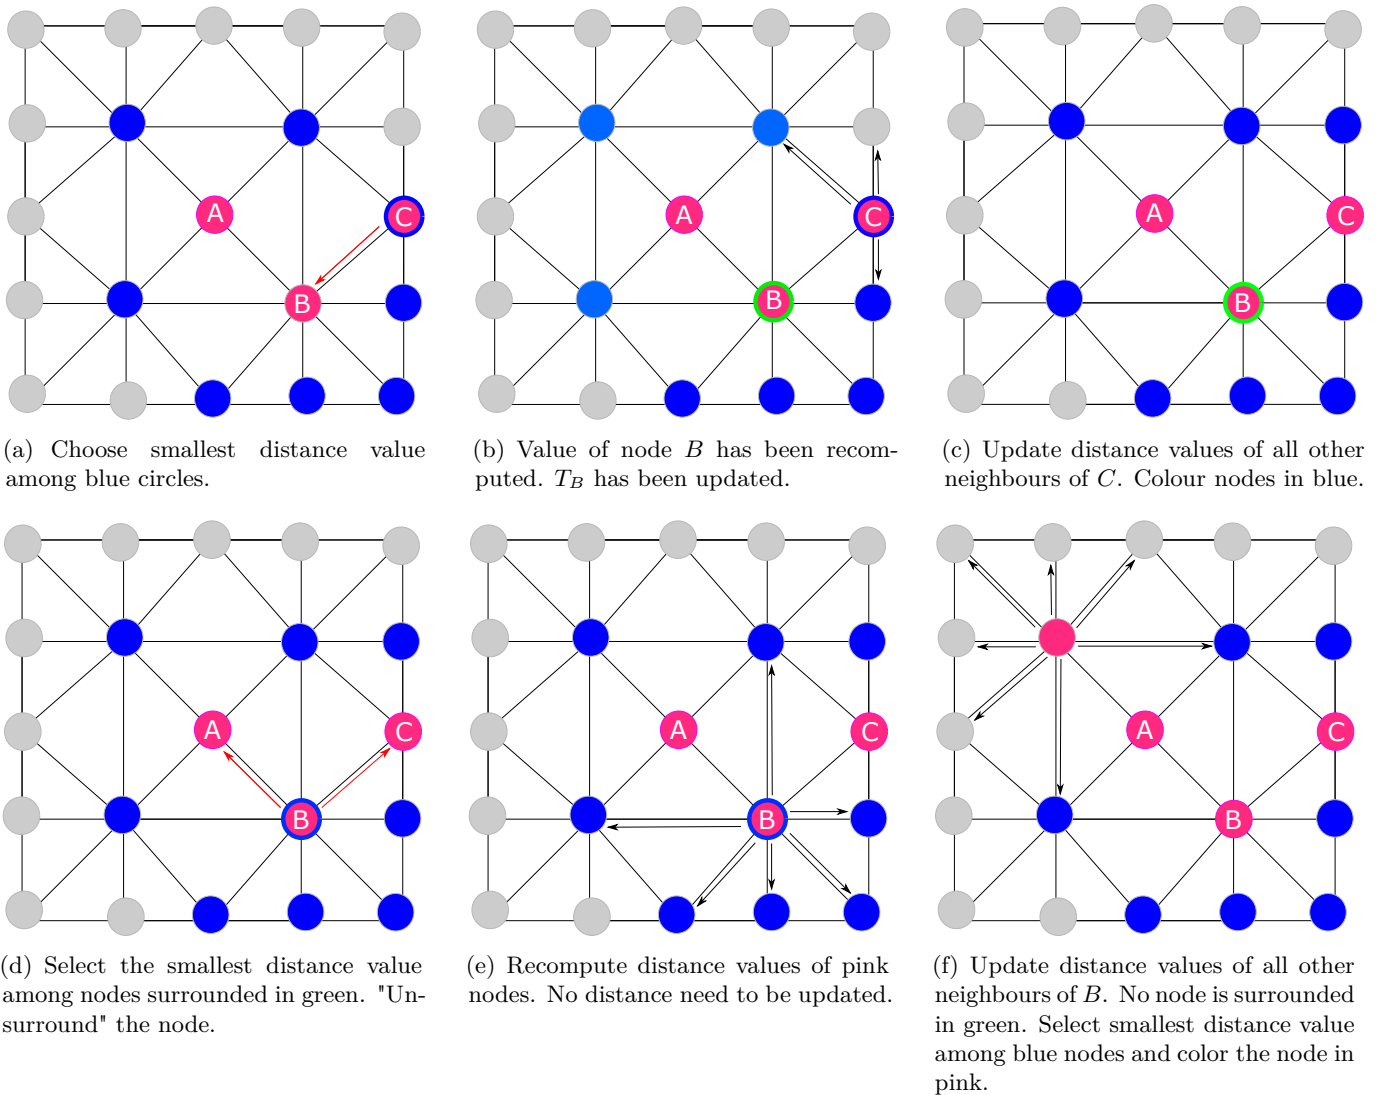 A
C
B
A
C
B
A
C
B
(a) Choose smallest distance value
among blue circles.
(b) Value of node B has been recom-
puted. T_B has been updated.
(c) Update distance values of all other
neighbours of C. Colour nodes in blue.
A
C
B
A
C
B
A
C
B
(d) Select the smallest distance value
among nodes surrounded in green. "Un-
surround" the node.
(e) Recompute distance values of pink
nodes. No distance need to be updated.
(f) Update distance values of all other
neighbours of B. No node is surrounded
in green. Select smallest distance value
among blue nodes and color the node in
pink.